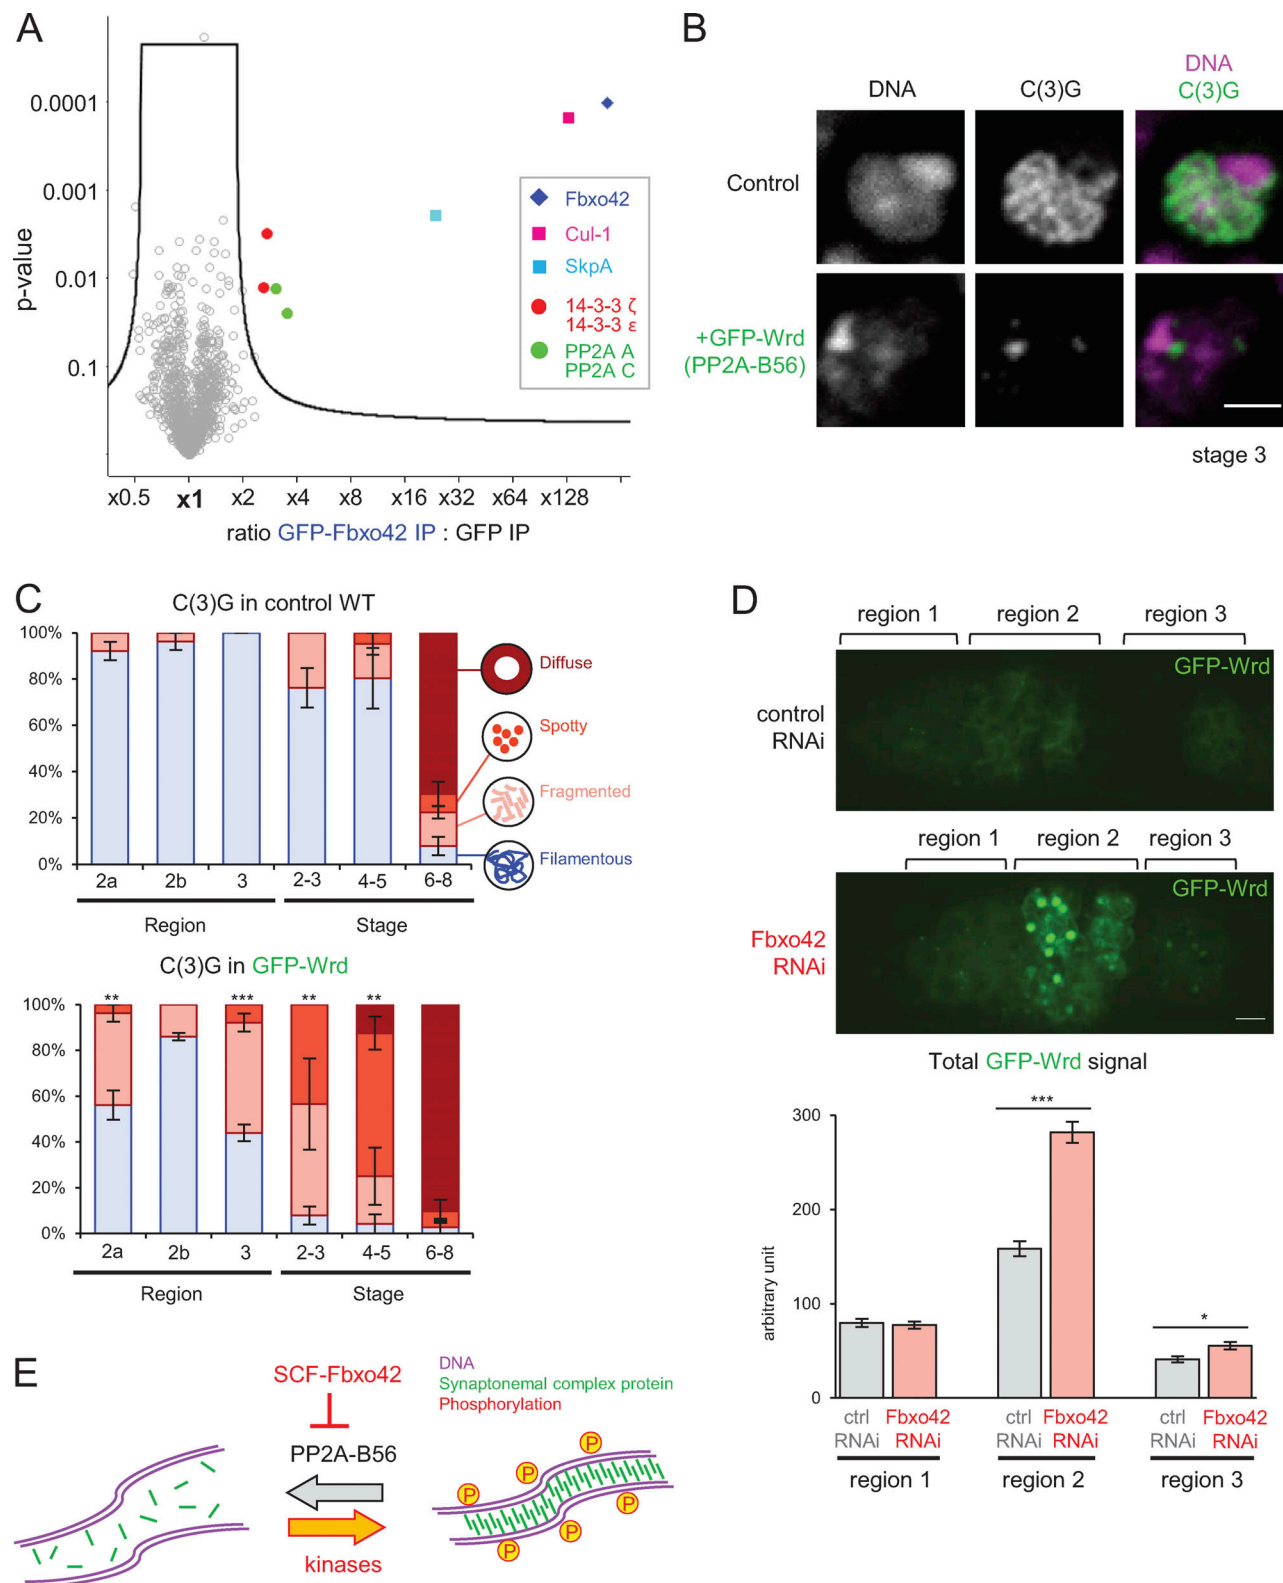 A
0.0001
0.001
0.01
0.1
p-value
x0.5 x1 x2 x4 x8 x16 x32 x64 x128
ratio GFP-Fbxo42 IP : GFP IP
Fbxo42
Cul-1
SkpA
14-3-3 ζ
14-3-3 ε
PP2A A
PP2A C
B
DNA
C(3)G
DNA
C(3)G
Control
+GFP-Wrd
(PP2A-B56)
stage 3
C
C(3)G in control WT
100%
80%
60%
40%
20%
0%
2a 2b 3 2-3 4-5 6-8
Region Stage
Diffuse
Spotty
Fragmented
Filamentous
C(3)G in GFP-Wrd
** *** ** **
100%
80%
60%
40%
20%
0%
2a 2b 3 2-3 4-5 6-8
Region Stage
D
region 1 region 2 region 3
GFP-Wrd
control
RNAi
region 1 region 2 region 3
GFP-Wrd
Fbxo42
RNAi
Total GFP-Wrd signal
***
*
300
200
100
0
arbitrary unit
ctrl Fbxo42 ctrl Fbxo42 ctrl Fbxo42
RNAi RNAi RNAi RNAi RNAi RNAi
region 1 region 2 region 3
E
SCF-Fbxo42
PP2A-B56
kinases
DNA
Synaptonemal complex protein
Phosphorylation
P
P
P
P
P
P